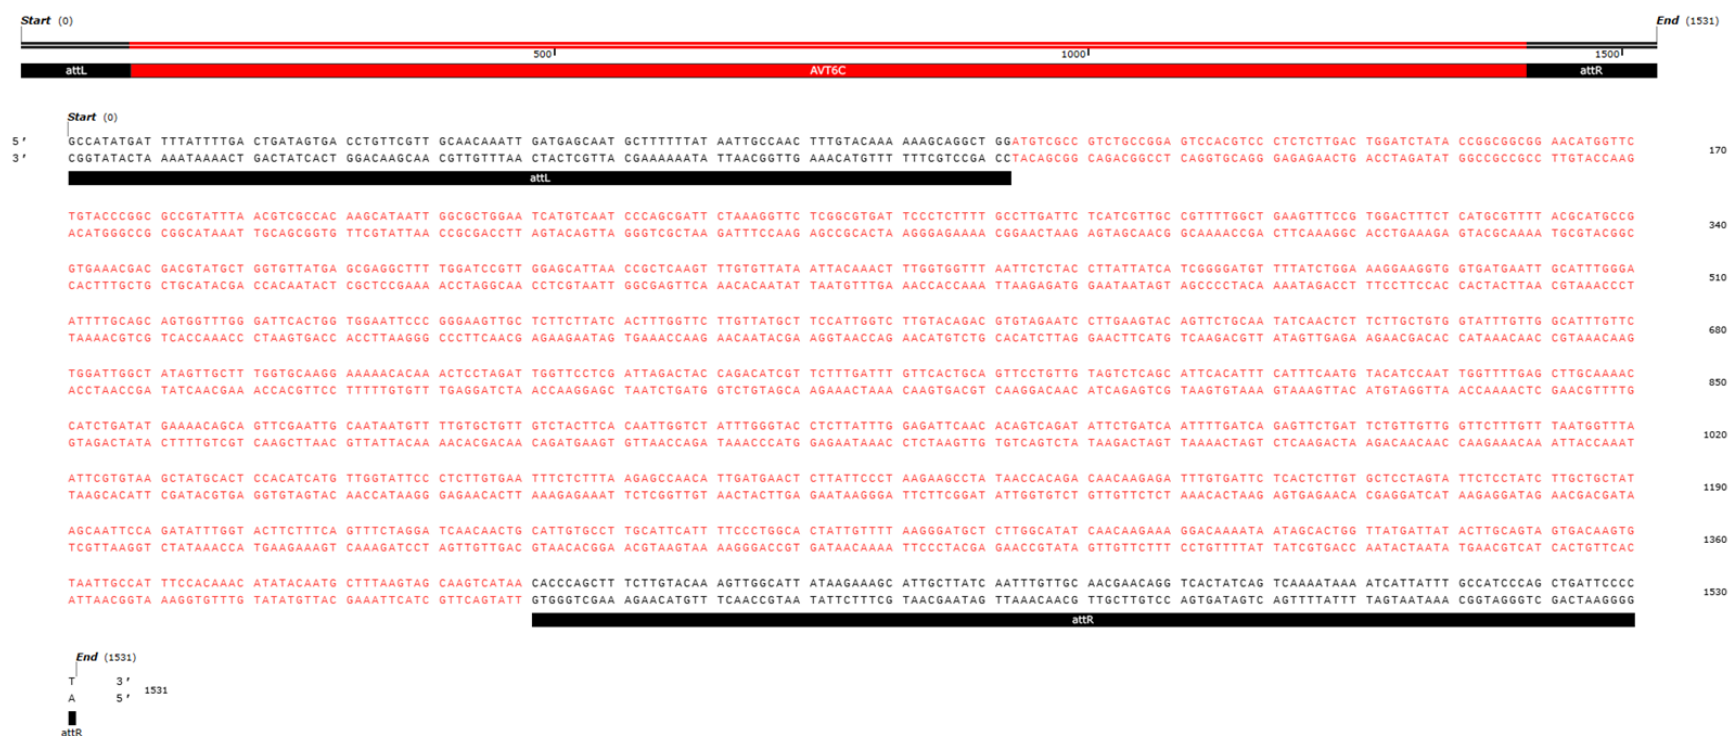 Start (0) End (1531)
500 1000 1500
attL AVT6C attR
Start (0)
5′ GCCATATGAT TTTATTTTGA CTGATAGTGA CCTGTTCGTT GCAACAAATT GATGAGCAAT GCTTTTTTAT AATTGCCAAC TTTGTACAAA AAAGCAGGCT GGATGTCGCC GTCTGCCGGA GTCCACGTCC CTCTCTTGAC TGGATCTATA CCGGCGGCGG AACATGGTTC
3′ CGGTATACTA AAATAAAACT GACTATCACT GGACAAGCAA CGTTGTTTAA CTACTCGTTA CGAAAAAATA TTAACGGTTG AAACATGTTT TTTCGTCCGA CCTACAGCGG CAGACGGCCT CAGGTGCAGG GAGAGAACTG ACCTAGATAT GGCCGCCGCC TTGTACCAAG
170
attL
TGTACCCGGC GCCGTATTTA ACGTCGCCAC AAGCATAATT GGCGCTGGAA TCATGTCAAT CCCAGCGATT CTAAAGGTTC TCGGCGTGAT TCCCTCTTTT GCCTTGATTC TCATCGTTGC CGTTTTGGCT GAAGTTTCCG TGGACTTTCT CATGCGTTTT ACGCATGCCG
ACATGGGCCG CGGCATAAAT TGCAGCGGTG TTCGTATTAA CCGCGACCTT AGTACAGTTA GGGTCGCTAA GATTTCCAAG AGCCGCACTA AGGGAGAAAA CGGAACTAAG AGTAGCAACG GCAAAACCGA CTTCAAAGGC ACCTGAAAGA GTACGCAAAA TGCGTACGGC
340
GTGAAACGAC GACGTATGCT GGTGTTATGA GCGAGGCTTT TGGATCCGTT GGAGCATTAA CCGCTCAAGT TTGTGTTATA ATTACAAACT TTGGTGGTTT AATTCTCTAC CTTATTATCA TCGGGGATGT TTTATCTGGA AAGGAAGGTG GTGATGAATT GCATTTGGGA
CACTTTGCTG CTGCATACGA CCACAATACT CGCTCCGAAA ACCTAGGCAA CCTCGTAATT GGCGAGTTCA AACACAATAT TAATGTTTGA AACCACCAAA TTAAGAGATG GAATAATAGT AGCCCCTACA AAATAGACCT TTCCTTCCAC CACTACTTAA CGTAAACCCT
510
ATTTTGCAGC AGTGGTTTGG GATTCACTGG TGGAATTCCC GGGAAGTTGC TCTTCTTATC ACTTTGGTTC TTGTTATGCT TCCATTGGTC TTGTACAGAC GTGTAGAATC CTTGAAGTAC AGTTCTGCAA TATCAACTCT TCTTGCTGTG GTATTTGTTG GCATTTGTTC
TAAAACGTCG TCACCAAACC CTAAGTGACC ACCTTAAGGG CCCTTCAACG AGAAGAATAG TGAAACCAAG AACAATACGA AGGTAACCAG AACATGTCTG CACATCTTAG GAACTTCATG TCAAGACGTT ATAGTTGAGA AGAACGACAC CATAAACAAC CGTAAACAAG
680
TGGATTGGCT ATAGTTGCTT TGGTGCAAGG AAAAACACAA ACTCCTAGAT TGGTTCCTCG ATTAGACTAC CAGACATCGT TCTTTGATTT GTTCACTGCA GTTCCTGTTG TAGTCTCAGC ATTCACATTT CATTTCAATG TACATCCAAT TGGTTTTGAG CTTGCAAAAC
ACCTAACCGA TATCAACGAA ACCACGTTCC TTTTTGTGTT TGAGGATCTA ACCAAGGAGC TAATCTGATG GTCTGTAGCA AGAAACTAAA CAAGTGACGT CAAGGACAAC ATCAGAGTCG TAAGTGTAAA GTAAAGTTAC ATGTAGGTTA ACCAAAACTC GAACGTTTTG
850
CATCTGATAT GAAAACAGCA GTTCGAATTG CAATAATGTT TTGTGCTGTT GTCTACTTCA CAATTGGTCT ATTTGGGTAC CTCTTATTTG GAGATTCAAC ACAGTCAGAT ATTCTGATCA ATTTTGATCA GAGTTCTGAT TCTGTTGTTG GTTCTTTGTT TAATGGTTTA
GTAGACTATA CTTTTGTCGT CAAGCTTAAC GTTATTACAA AACACGACAA CAGATGAAGT GTTAACCAGA TAAACCCATG GAGAATAAAC CTCTAAGTTG TGTCAGTCTA TAAGACTAGT TAAAACTAGT CTCAAGACTA AGACAACAAC CAAGAAACAA ATTACCAAAT
1020
ATTCGTGTAA GCTATGCACT CCACATCATG TTGGTATTCC CTCTTGTGAA TTTCTCTTTA AGAGCCAACA TTGATGAACT CTTATTCCCT AAGAAGCCTA TAACCACAGA CAACAAGAGA TTTGTGATTC TCACTCTTGT GCTCCTAGTA TTCTCCTATC TTGCTGCTAT
TAAGCACATT CGATACGTGA GGTGTAGTAC AACCATAAGG GAGAACACTT AAAGAGAAAT TCTCGGTTGT AACTACTTGA GAATAAGGGA TTCTTCGGAT ATTGGTGTCT GTTGTTCTCT AAACACTAAG AGTGAGAACA CGAGGATCAT AAGAGGATAG AACGACGATA
1190
AGCAATTCCA GATATTTGGT ACTTCTTTCA GTTTCTAGGA TCAACAACTG CATTGTGCCT TGCATTCATT TTCCCTGGCA CTATTGTTTT AAGGGATGCT CTTGGCATAT CAACAAGAAA GGACAAAATA ATAGCACTGG TTATGATTAT ACTTGCAGTA GTGACAAGTG
TCGTTAAGGT CTATAAACCA TGAAGAAAGT CAAAGATCCT AGTTGTTGAC GTAACACGGA ACGTAAGTAA AAGGGACCGT GATAACAAAA TTCCCTACGA GAACCGTATA GTTGTTCTTT CCTGTTTTAT TATCGTGACC AATACTAATA TGAACGTCAT CACTGTTCAC
1360
TAATTGCCAT TTCCACAAAC ATATACAATG CTTTAAGTAG CAAGTCATAA CACCCAGCTT TCTTGTACAA AGTTGGCATT ATAAGAAAGC ATTGCTTATC AATTTGTTGC AACGAACAGG TCACTATCAG TCAAAATAAA ATCATTATTT GCCATCCCAG CTGATTCCCC
ATTAACGGTA AAGGTGTTTG TATATGTTAC GAAATTCATC GTTCAGTATT GTGGGTCGAA AGAACATGTT TCAACCGTAA TATTCTTTCG TAACGAATAG TTAAACAACG TTGCTTGTCC AGTGATAGTC AGTTTTATTT TAGTAATAAA CGGTAGGGTC GACTAAGGGG
1530
attR
End (1531)
T 3′
A 5′
1531
attR